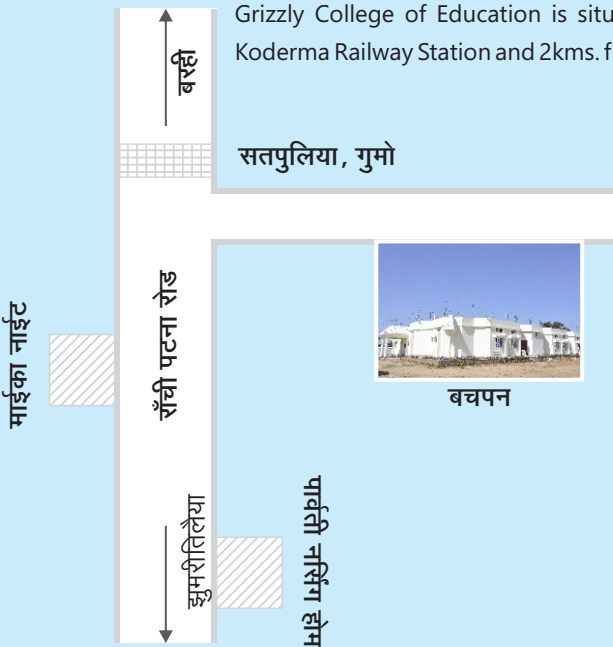 Grizzly College of Education is situ
Koderma Railway Station and 2kms. f
बरही
सतपुलिया, गुमो
माईका नाईट
राँची पटना रोड
बचपन
झुमरीतिलैया
पार्वती नर्सिंग होम